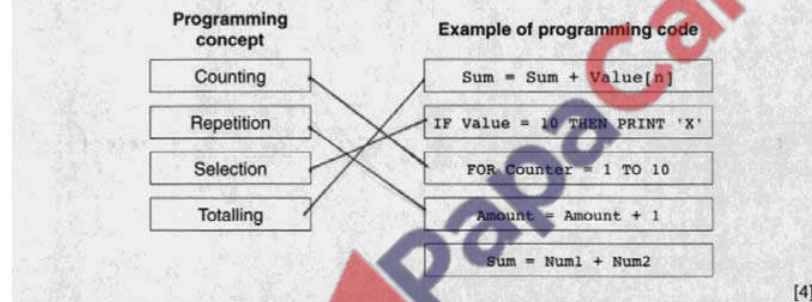 Programming
concept
Example of programming code
Counting
Sum = Sum + Value[n]
Repetition
IF Value = 10 THEN PRINT 'X'
Selection
FOR Counter = 1 TO 10
Totalling
Amount = Amount + 1
Sum = Num1 + Num2
[4]
PapaCa